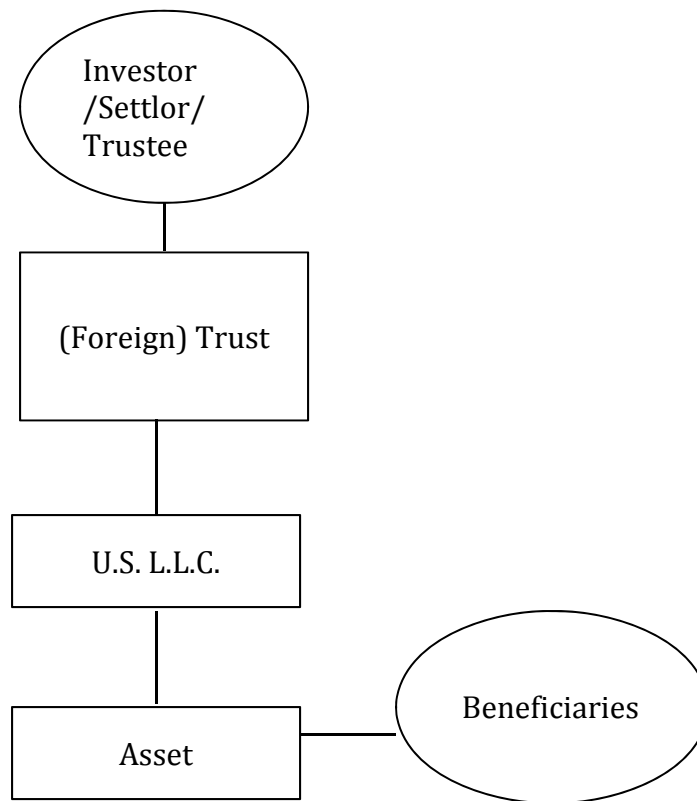 Investor
/Settlor/
Trustee
(Foreign) Trust
U.S. L.L.C.
Asset
Beneficiaries